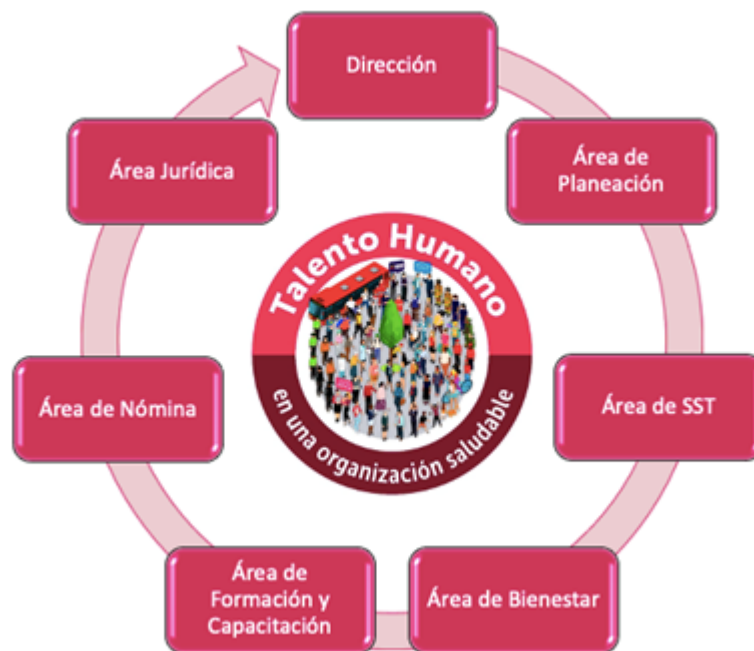 Dirección
Área de
Planeación
Área de SST
Área de Bienestar
Área de
Formación y
Capacitación
Área de Nómina
Área Jurídica
Talento Humano
en una organización saludable